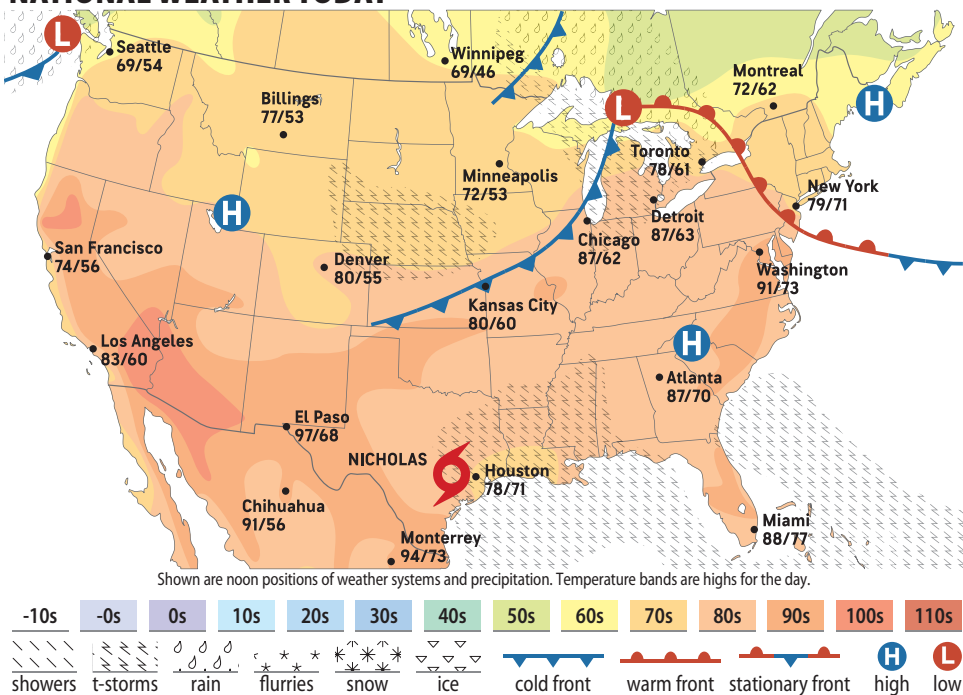 NATIONAL WEATHER TODAY
L
Seattle
69/54
Winnipeg
69/46
Montreal
72/62
H
Billings
77/53
L
Toronto
78/61
Minneapolis
72/53
New York
79/71
H
Detroit
87/63
San Francisco
74/56
Chicago
87/62
Denver
80/55
Washington
91/73
Kansas City
80/60
Los Angeles
83/60
H
Atlanta
87/70
El Paso
97/68
NICHOLAS
Houston
78/71
Chihuahua
91/56
Miami
88/77
Monterrey
94/73
Shown are noon positions of weather systems and precipitation. Temperature bands are highs for the day.
-10s -0s 0s 10s 20s 30s 40s 50s 60s 70s 80s 90s 100s 110s
H L
showers t-storms rain flurries snow ice cold front warm front stationary front high low